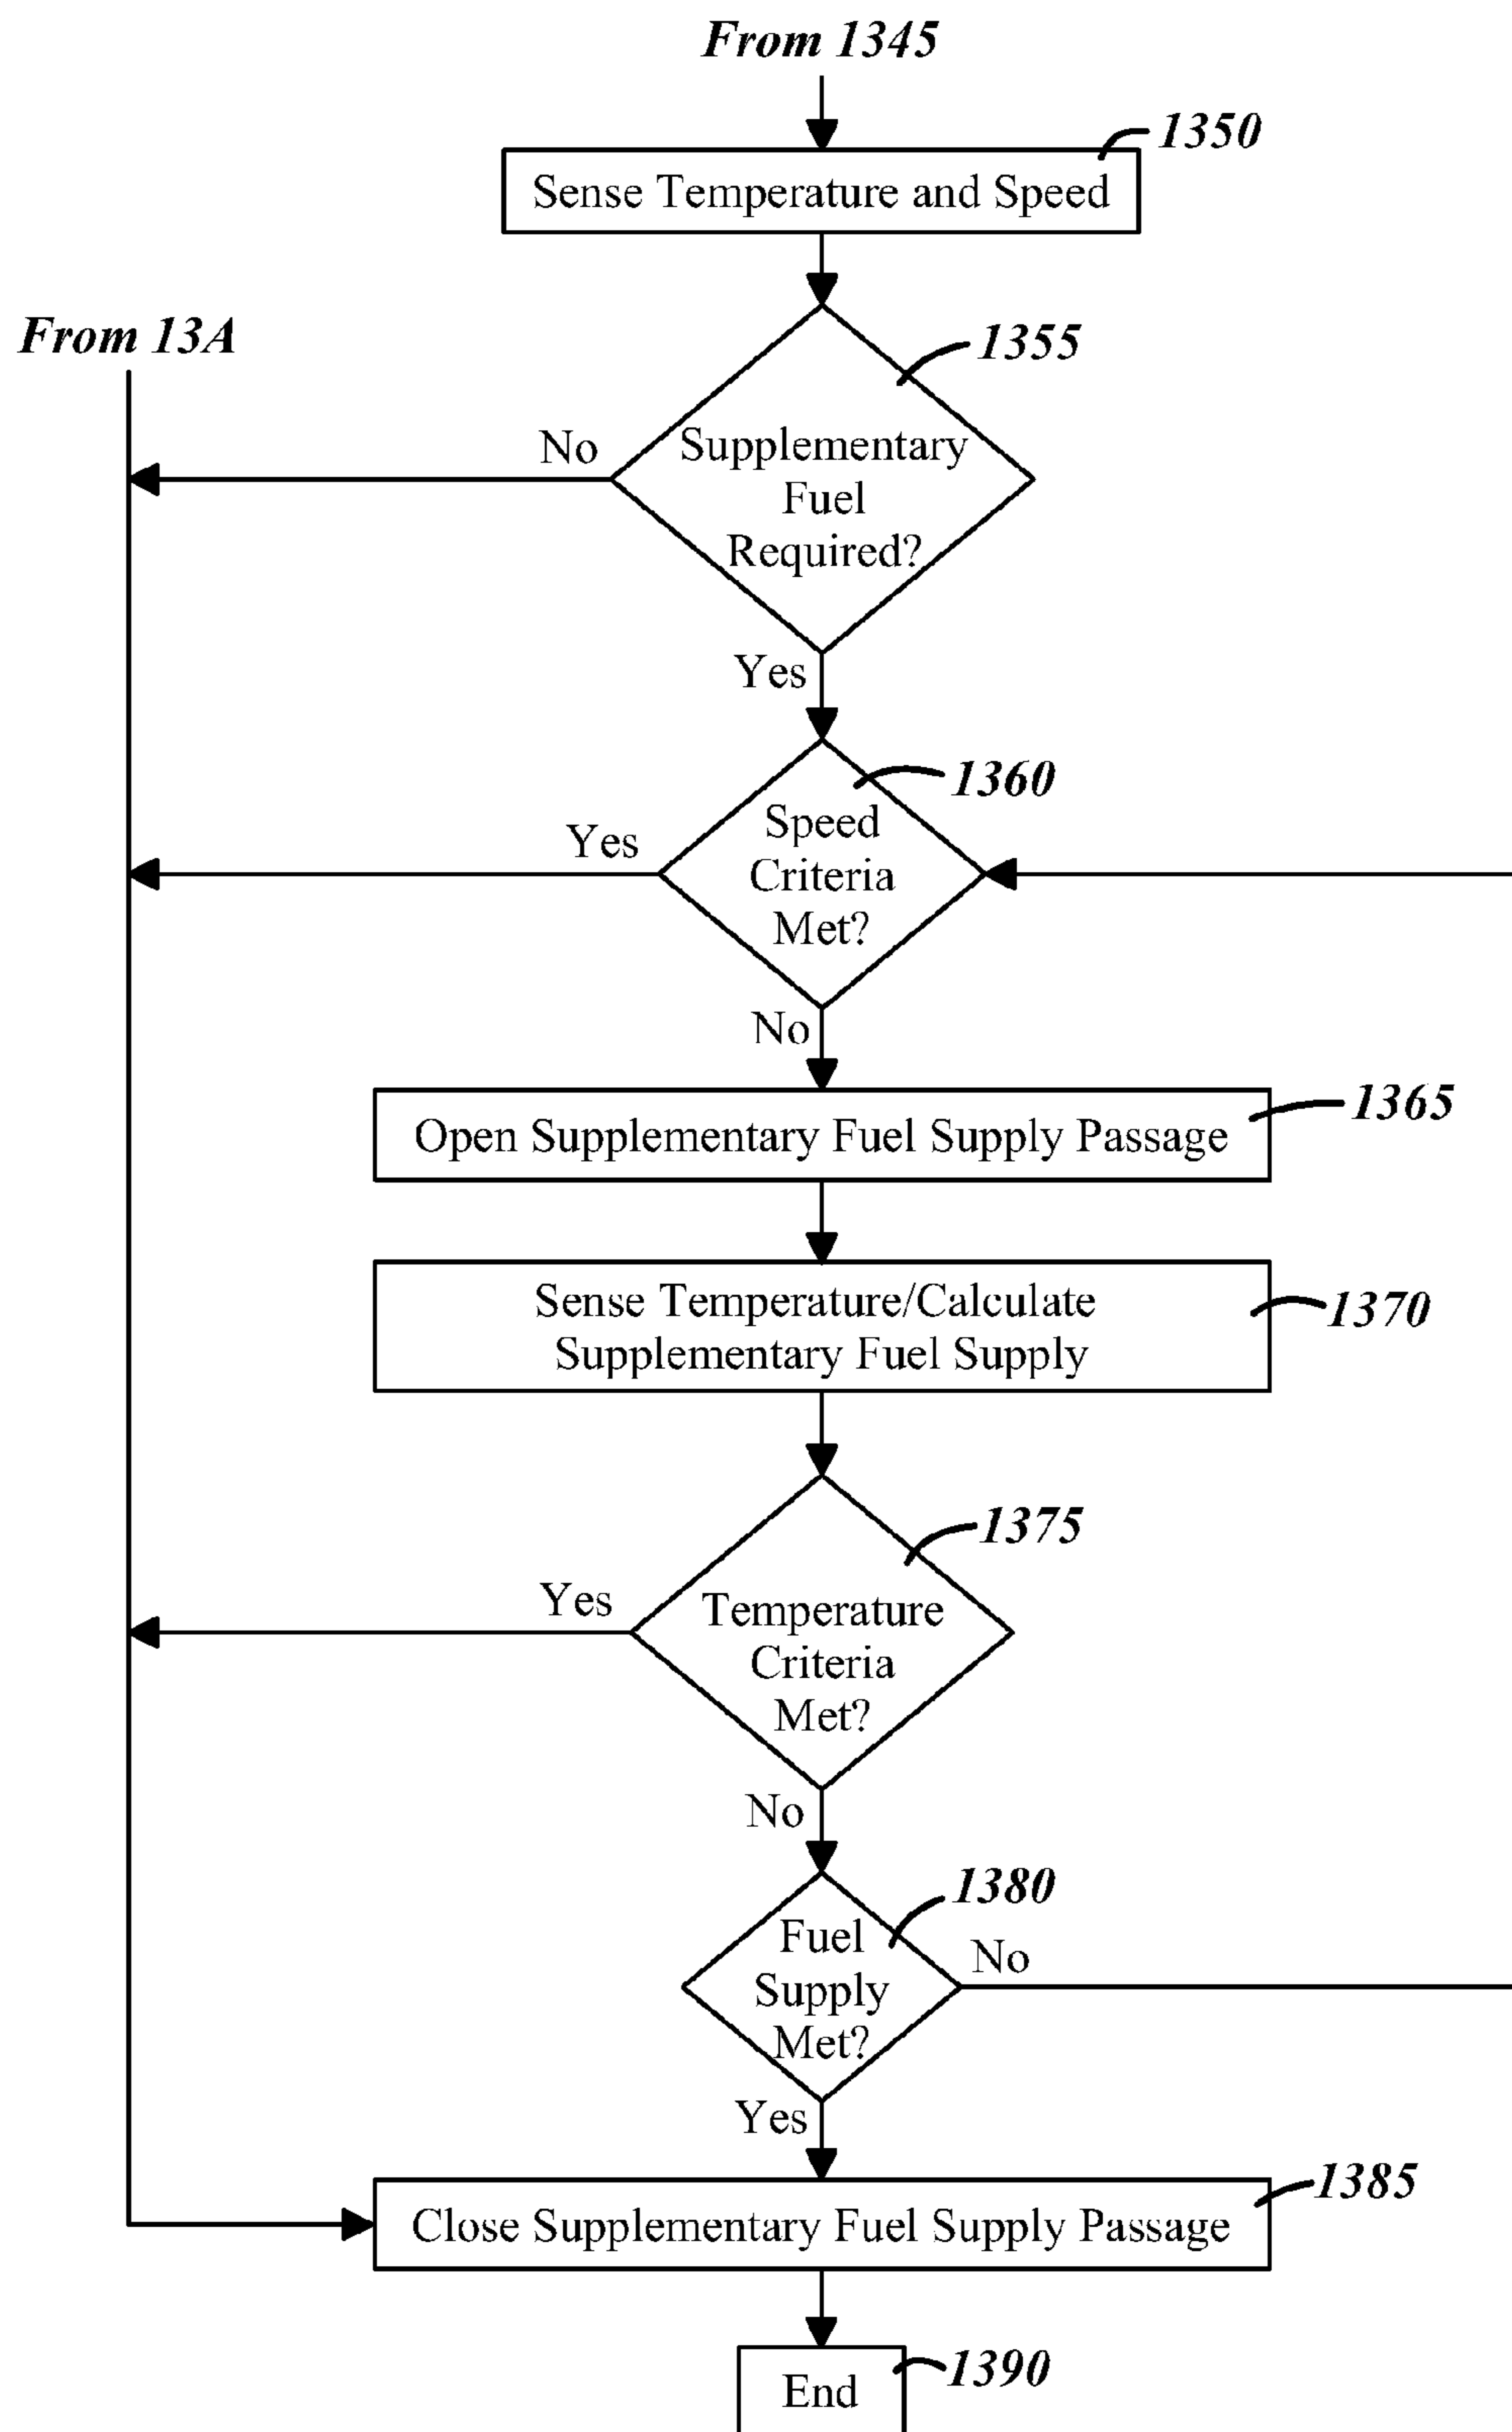 From 1345
1350
Sense Temperature and Speed
From 13A
1355
No
Supplementary
Fuel
Required?
Yes
1360
Yes
Speed
Criteria
Met?
No
1365
Open Supplementary Fuel Supply Passage
1370
Sense Temperature/Calculate
Supplementary Fuel Supply
1375
Yes
Temperature
Criteria
Met?
No
1380
Fuel
Supply
Met?
No
Yes
1385
Close Supplementary Fuel Supply Passage
1390
End